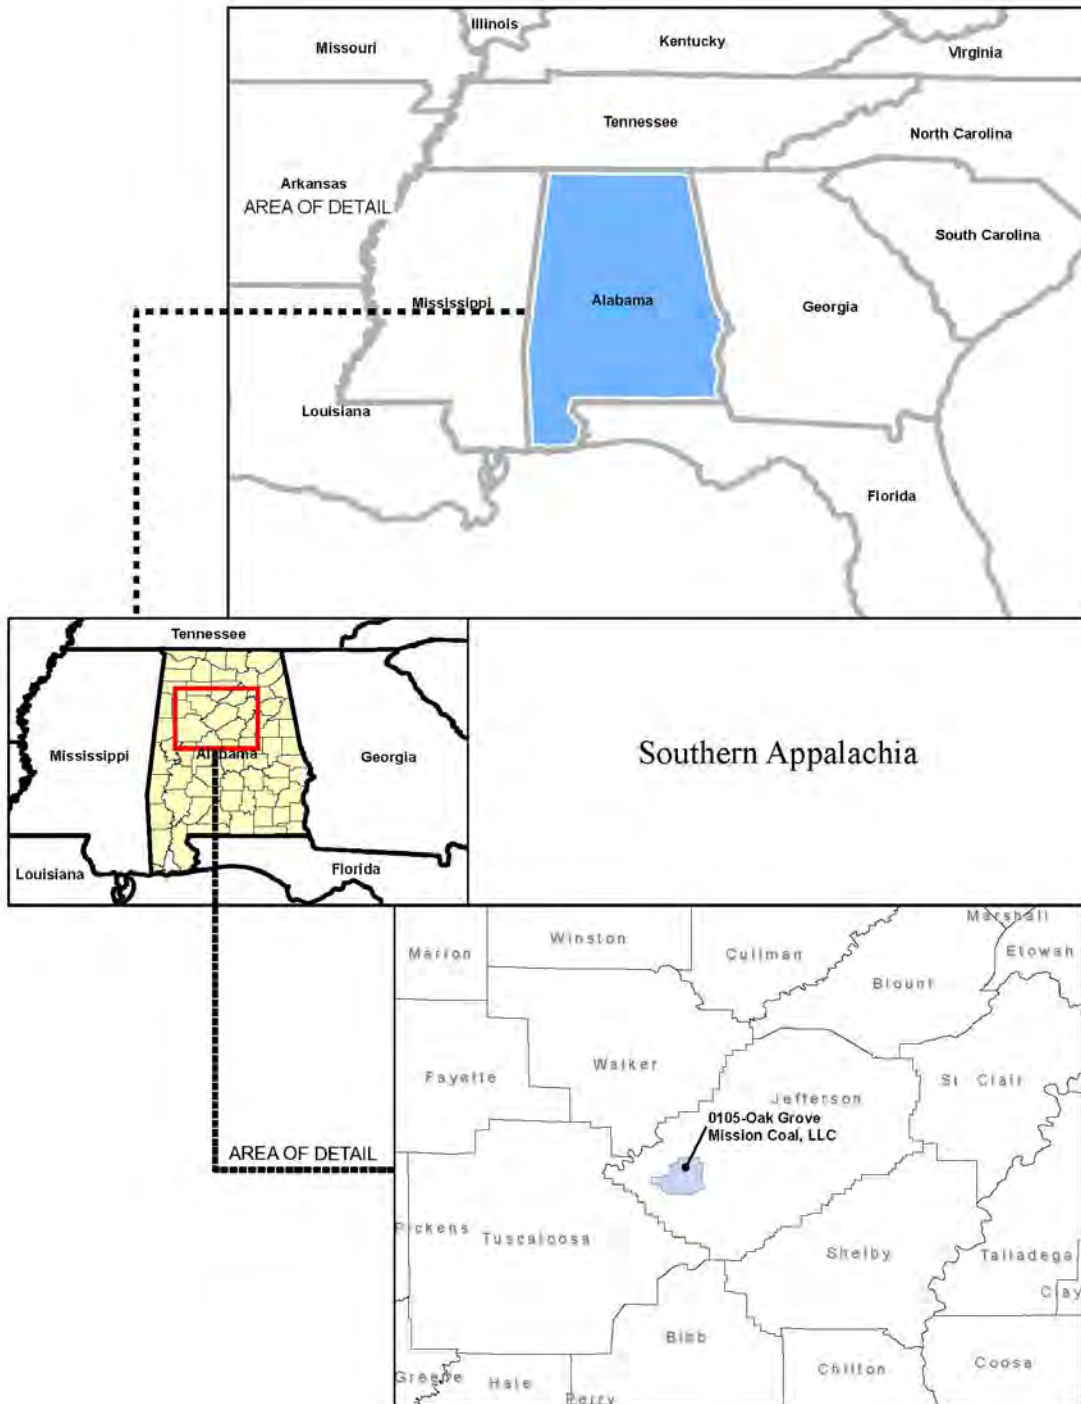 Illinois
Missouri
Kentucky
Virginia
Tennessee
North Carolina
Arkansas
AREA OF DETAIL
South Carolina
Mississippi
Alabama
Georgia
Louisiana
Florida
Tennessee
Mississippi
Alabama
Georgia
Louisiana
Florida
Southern Appalachia
Marshall
Winston
Marion
Cullman
Etowah
Blount
Walker
Fayette
St. Clair
Jefferson
0105-Oak Grove
Mission Coal, LLC
AREA OF DETAIL
Pickens
Tuscaloosa
Shelby
Talladega
Clay
Bibb
Chilton
Coosa
Greene
Hale
Perry